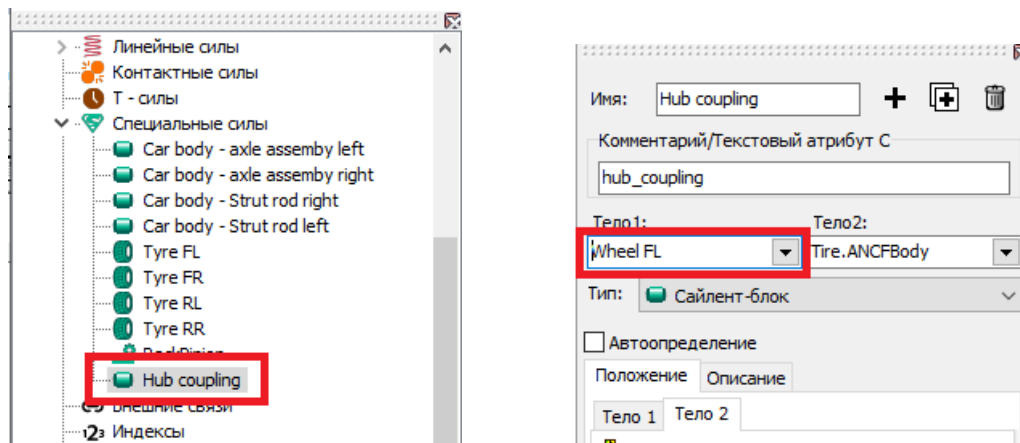 Линейные силы
Контактные силы
Т - силы
Специальные силы
Car body - axle assemby left
Car body - axle assemby right
Car body - Strut rod right
Car body - Strut rod left
Tyre FL
Tyre FR
Tyre RL
Tyre RR
Hub coupling
Внешние связи
Индексы
Имя: Hub coupling
Комментарий/Текстовый атрибут C
hub_coupling
Тело1: Тело2:
Wheel FL Tire.ANCFBody
Тип: Сайлент-блок
Автоопределение
Положение Описание
Тело 1 Тело 2